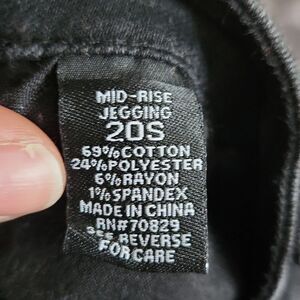 MID-RISE
JEGGING
20S
69%COTTON
24%POLYESTER
6%RAYON
1%SPANDEX
MADE IN CHINA
RN#70829
SEE REVERSE
FOR CARE